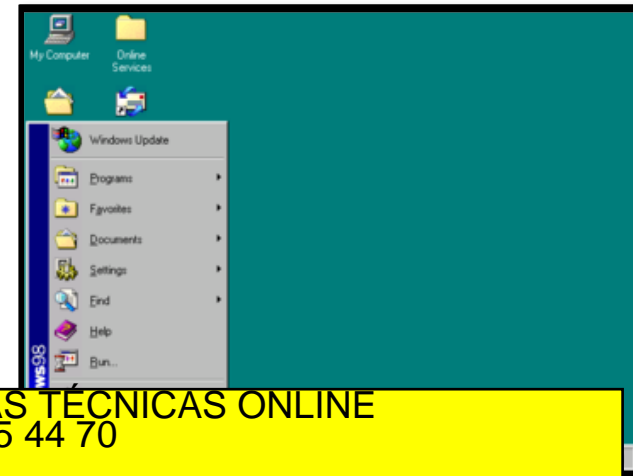 My Computer
Online
Services
Windows Update
Programs
Favorites
Documents
Settings
Find
Help
Run...
ws98
AS TÉCNICAS ONLINE
5 44 70